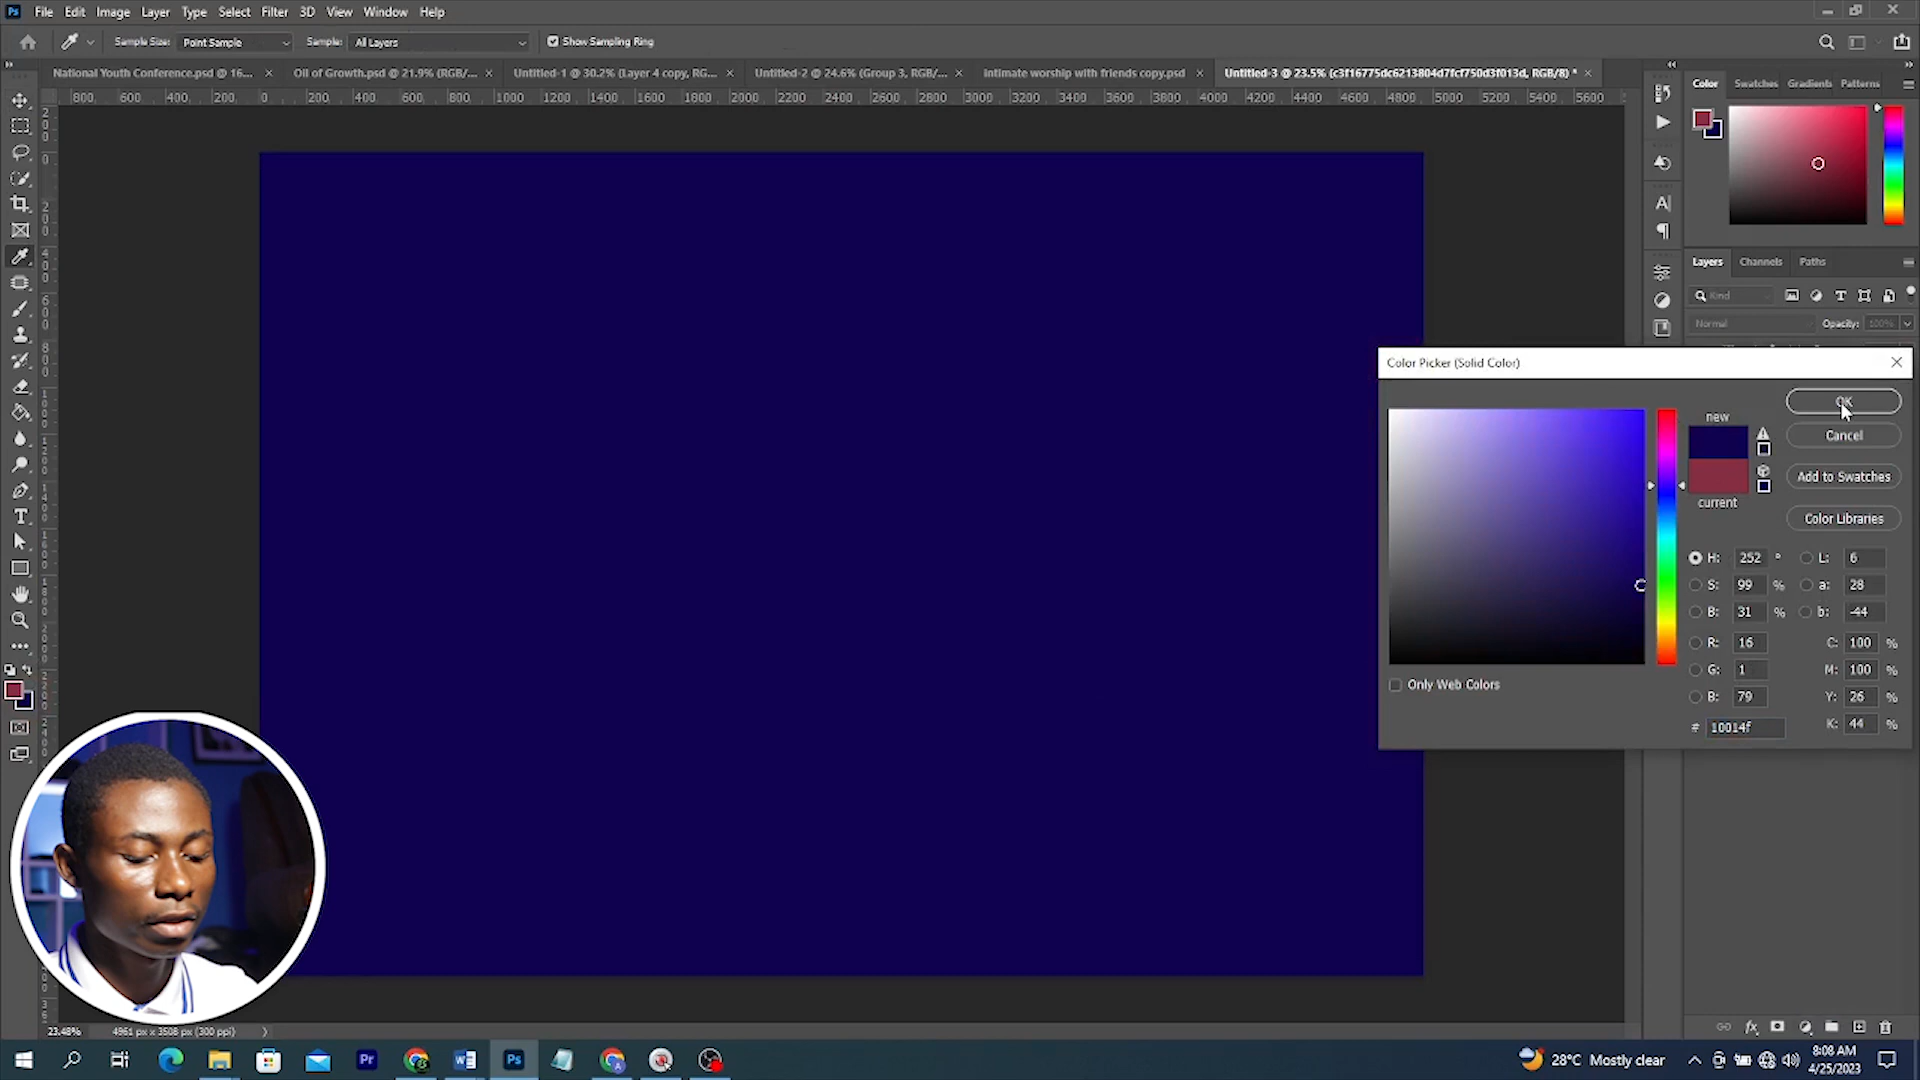 Ps File Edit Image Layer Type Select Filter 3D View Window Help
Sample Size: Point Sample Sample: All Layers Show Sampling Ring
National Youth Conference.psd @ 16... Oil of Growth.psd @ 21.9% (RGB/... Untitled-1 @ 30.2% (Layer 4 copy, RG... Untitled-2 @ 24.6% (Group 3, RGB/... intimate worship with friends copy.psd Untitled-3 @ 23.5% (c3f16775dc6213804d7fcf750d3f013d, RGB/8) *
800 600 400 200 0 200 400 600 800 1000 1200 1400 1600 1800 2000 2200 2400 2600 2800 3000 3200 3400 3600 3800 4000 4200 4400 4600 4800 5000 5200 5400 5600
Color Swatches Gradients Patterns
Layers Channels Paths
Kind
Normal Opacity: 100%
Color Picker (Solid Color)
new
current
OK
Cancel
Add to Swatches
Color Libraries
H: 252 ° L: 6
S: 99 % a: 28
B: 31 % b: -44
R: 16 C: 100 %
G: 1 M: 100 %
B: 79 Y: 26 %
# 10014f K: 44 %
Only Web Colors
23.48% 4961 px x 3508 px (300 ppi)
Pr Ps
28°C Mostly clear
8:08 AM
4/25/2023